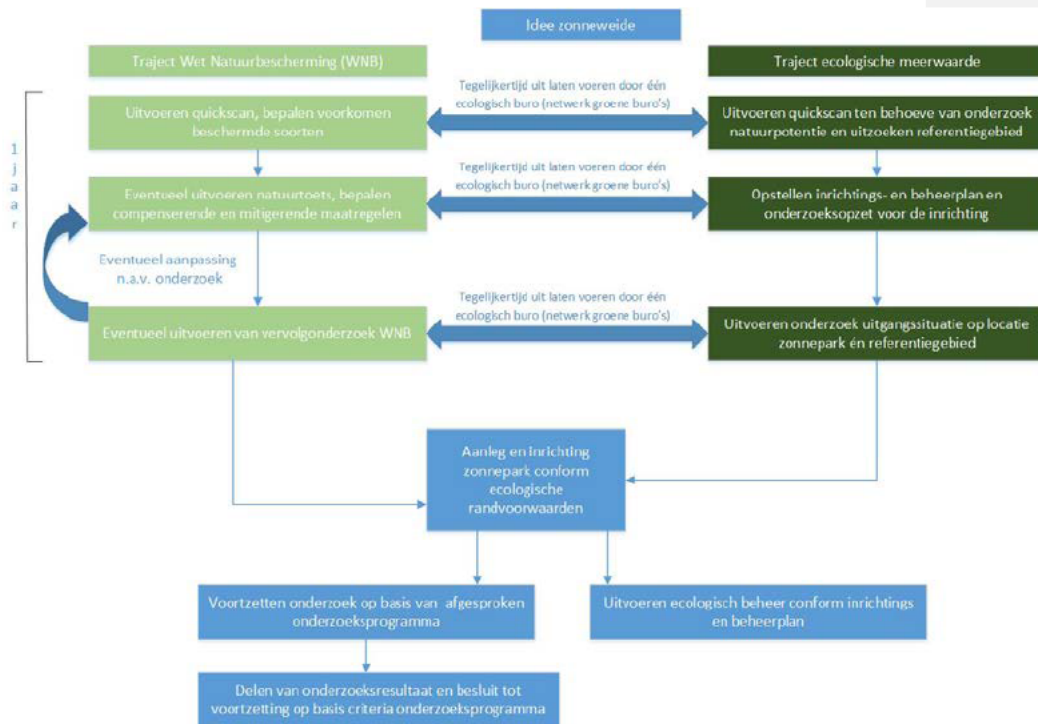 Idee zonneweide
Traject Wet Natuurbescherming (WNB)
Traject ecologische meerwaarde
1
j
a
a
r
Uitvoeren quickscan, bepalen voorkomen
beschermde soorten
Tegelijkertijd uit laten voeren door één
ecologisch buro (netwerk groene buro's)
Uitvoeren quickscan ten behoeve van onderzoek
natuurpotentie en uitzoeken referentiegebied
Eventueel uitvoeren natuurtoets, bepalen
compenserende en mitigerende maatregelen
Tegelijkertijd uit laten voeren door één
ecologisch buro (netwerk groene buro's)
Opstellen inrichtings- en beheerplan en
onderzoeksopzet voor de inrichting
Eventueel aanpassing
n.a.v. onderzoek
Eventueel uitvoeren van vervolgonderzoek WNB
Tegelijkertijd uit laten voeren door één
ecologisch buro (netwerk groene buro's)
Uitvoeren onderzoek uitgangssituatie op locatie
zonnepark én referentiegebied
Aanleg en inrichting
zonnepark conform
ecologische
randvoorwaarden
Voortzetten onderzoek op basis van afgesproken
onderzoeksprogramma
Uitvoeren ecologisch beheer conform inrichtings
en beheerplan
Delen van onderzoeksresultaat en besluit tot
voortzetting op basis criteria onderzoeksprogramma